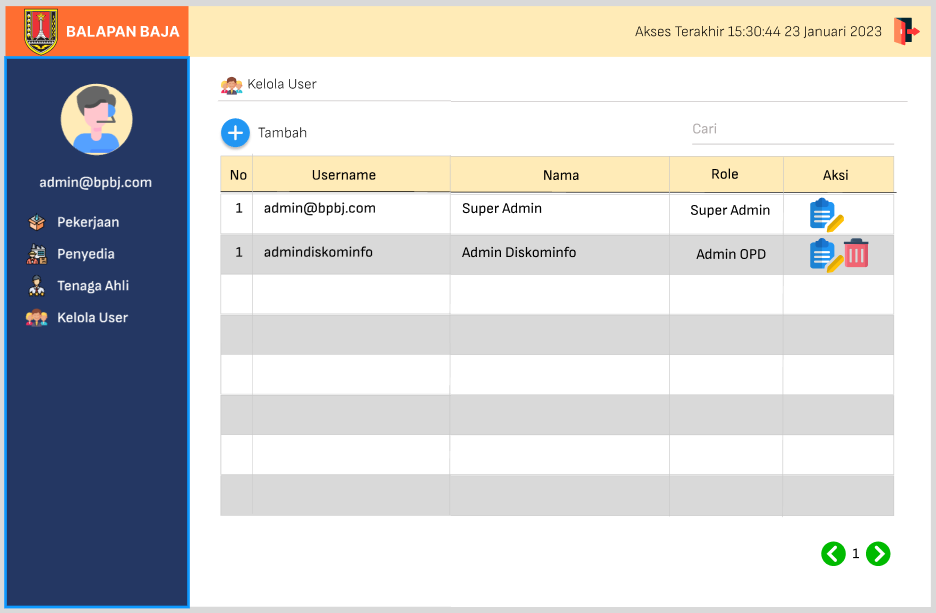 BALAPAN BAJA
Akses Terakhir 15:30:44 23 Januari 2023
admin@bpbj.com
Pekerjaan
Penyedia
Tenaga Ahli
Kelola User
Kelola User
Tambah
Cari
No Username Nama Role Aksi
1 admin@bpbj.com Super Admin Super Admin
1 admindiskominfo Admin Diskominfo Admin OPD
1